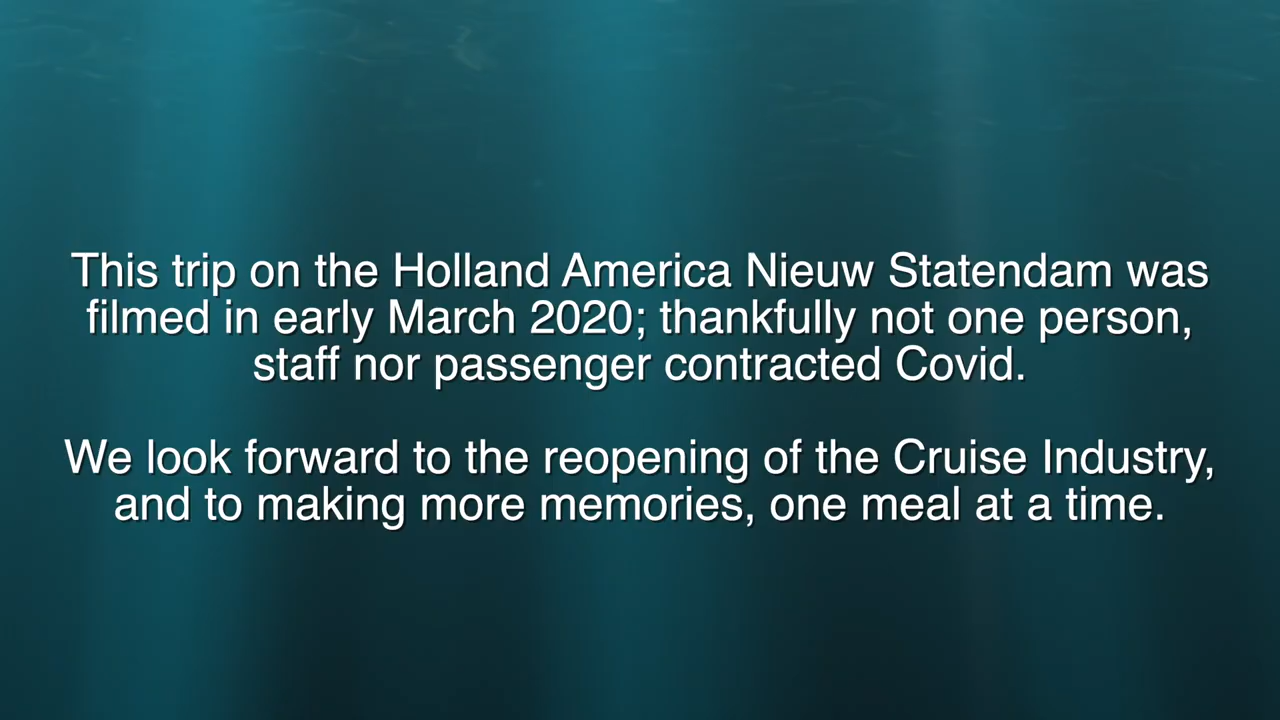 This trip on the Holland America Nieuw Statendam was
filmed in early March 2020; thankfully not one person,
staff nor passenger contracted Covid.
We look forward to the reopening of the Cruise Industry,
and to making more memories, one meal at a time.